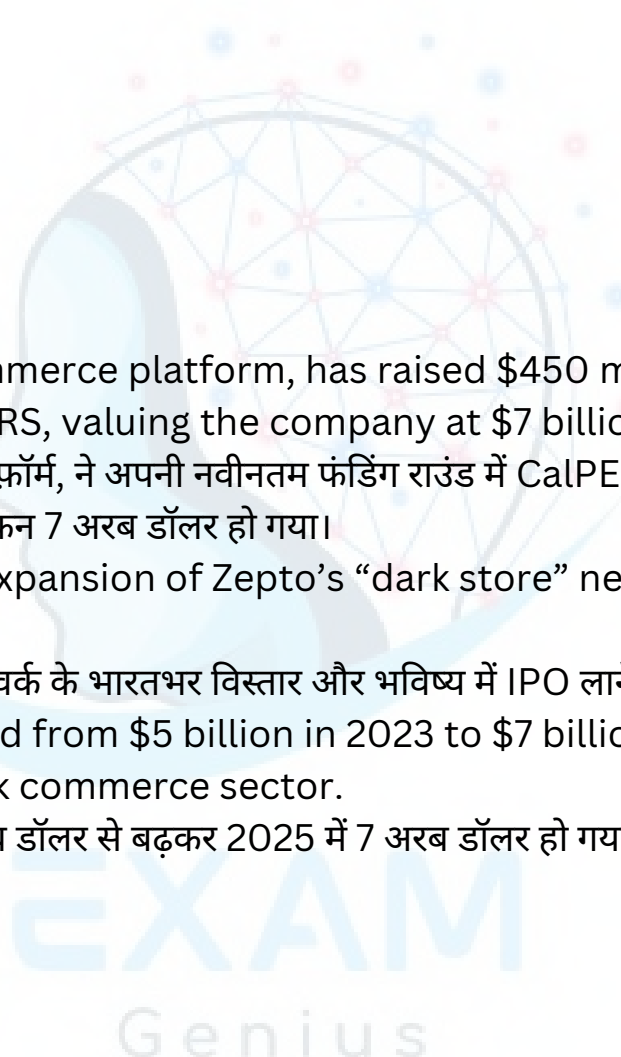 mmerce platform, has raised $450 m
RS, valuing the company at $7 billio
फ़ॉर्म, ने अपनी नवीनतम फंडिंग राउंड में CalPE
कन 7 अरब डॉलर हो गया।
xpansion of Zepto’s “dark store” ne
वर्क के भारतभर विस्तार और भविष्य में IPO लाने
d from $5 billion in 2023 to $7 billio
k commerce sector.
डॉलर से बढ़कर 2025 में 7 अरब डॉलर हो गय
EXAM
Genius